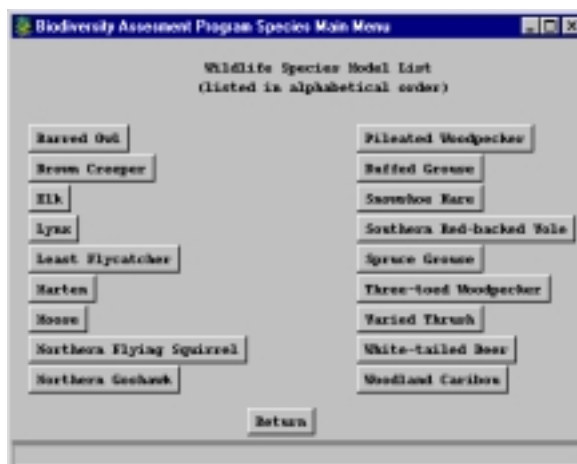 Biodiversity Assesment Program Species Main Menu
Wildlife Species Model List
(listed in alphabetical order)
Barred Owl
Brown Creeper
Elk
Lynx
Least Flycatcher
Marten
Moose
Northern Flying Squirrel
Northern Goshawk
Pileated Woodpecker
Ruffed Grouse
Snowshoe Hare
Southern Red-backed Vole
Spruce Grouse
Three-toed Woodpecker
Varied Thrush
White-tailed Deer
Woodland Caribou
Return